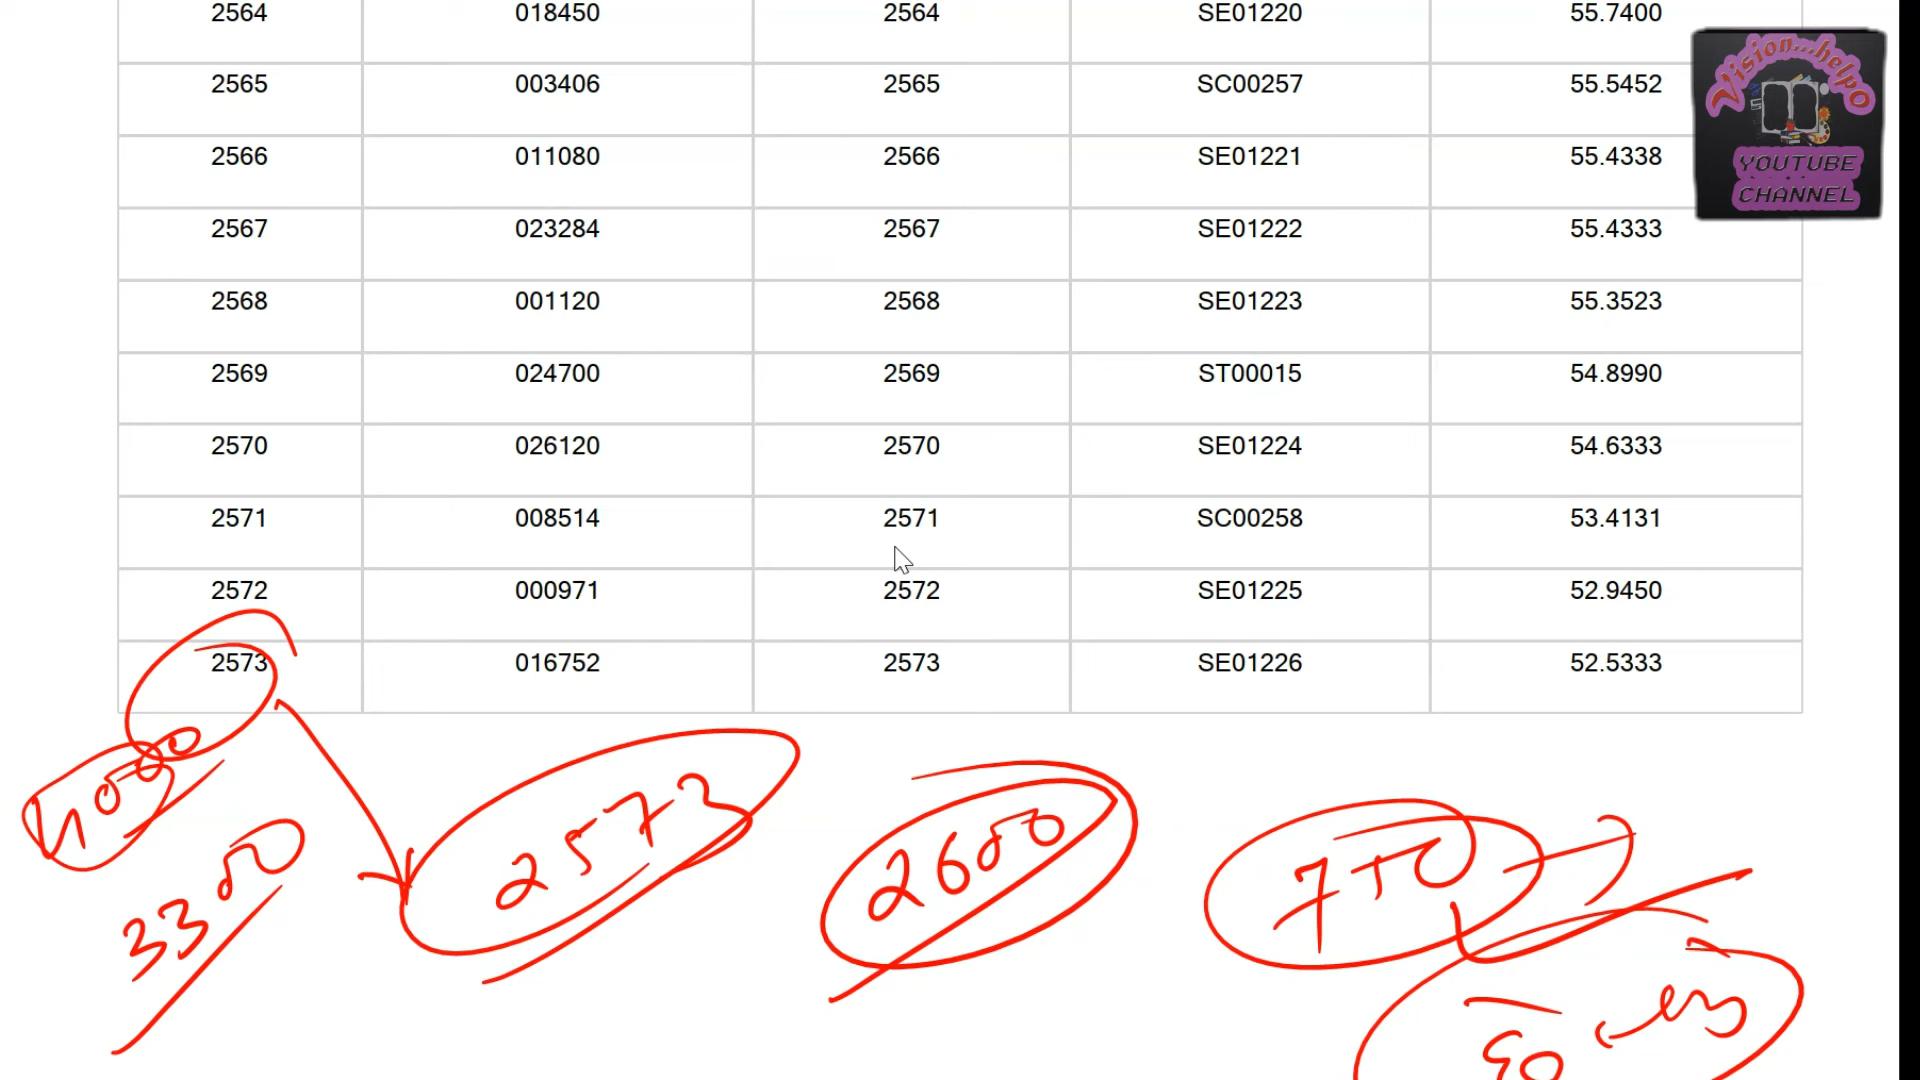 2564 018450 2564 SE01220 55.7400
2565 003406 2565 SC00257 55.5452
2566 011080 2566 SE01221 55.4338
2567 023284 2567 SE01222 55.4333
2568 001120 2568 SE01223 55.3523
2569 024700 2569 ST00015 54.8990
2570 026120 2570 SE01224 54.6333
2571 008514 2571 SC00258 53.4131
2572 000971 2572 SE01225 52.9450
2573 016752 2573 SE01226 52.5333
Vision...helpO
YOUTUBE
CHANNEL
4000
3300
2573
2600
750